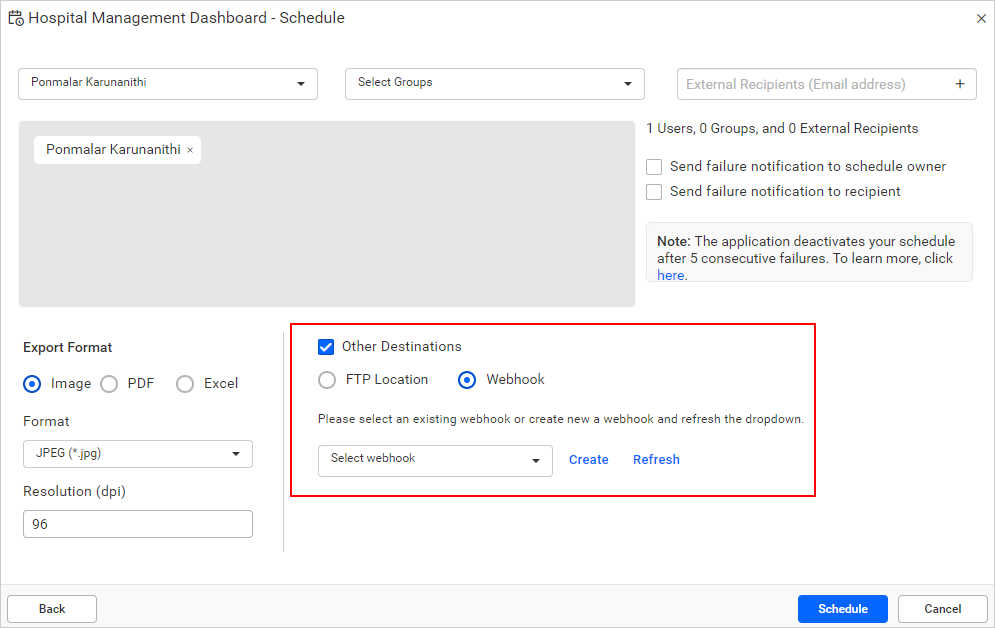 Hospital Management Dashboard - Schedule
Ponmalar Karunanithi
Select Groups
External Recipients (Email address)
Ponmalar Karunanithi ×
1 Users, 0 Groups, and 0 External Recipients
Send failure notification to schedule owner
Send failure notification to recipient
Note: The application deactivates your schedule
after 5 consecutive failures. To learn more, click
here.
Export Format
Image PDF Excel
Format
JPEG (*.jpg)
Resolution (dpi)
96
Other Destinations
FTP Location Webhook
Please select an existing webhook or create new a webhook and refresh the dropdown.
Select webhook Create Refresh
Back
Schedule
Cancel